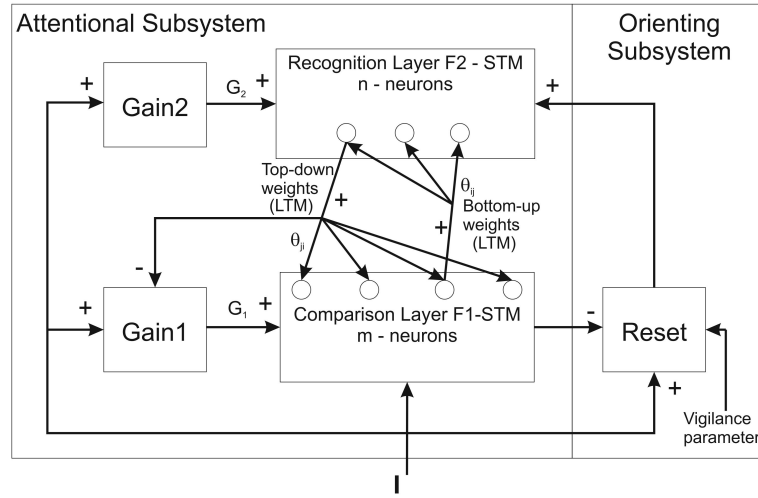 Attentional Subsystem
Orienting
Subsystem
Recognition Layer F2 - STM
n - neurons
+
Gain2
G₂
+
+
Top-down
weights
(LTM)
+
θij
Bottom-up
weights
(LTM)
+
θji
-
+
Gain1
G₁
+
Comparison Layer F1-STM
m - neurons
-
Reset
+
Vigilance
parameter
I